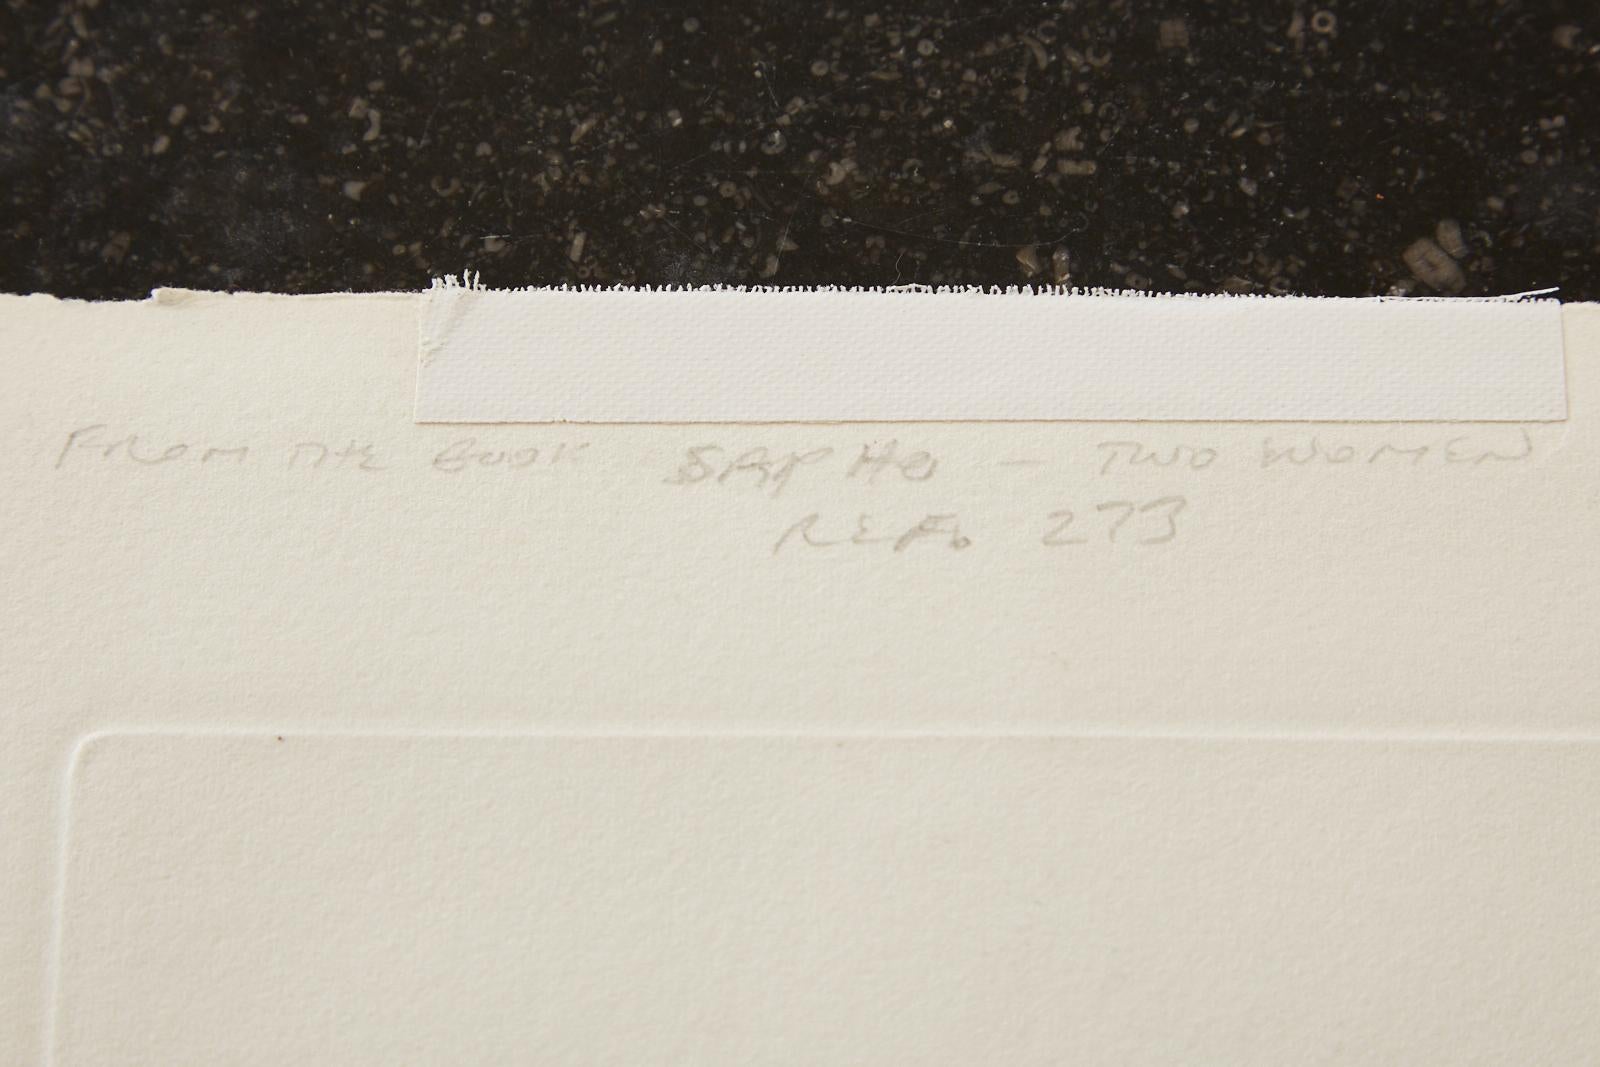 FROM THE BOOK SAPHO - TWO WOMEN
REF. 273